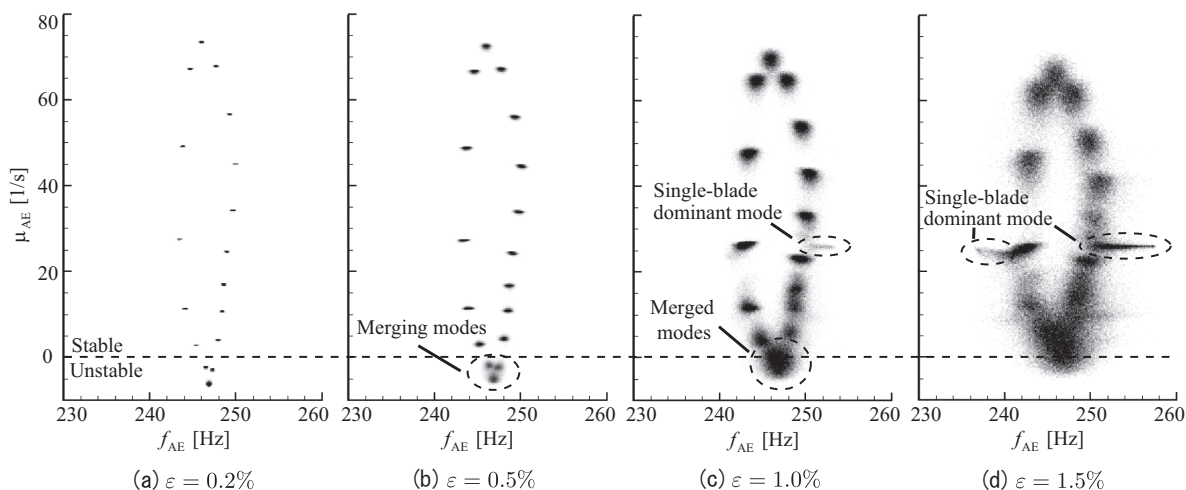 80
60
40
20
0
μAE [1/s]
Stable
Unstable
Merging modes
Single-blade
dominant mode
Merged
modes
Single-blade
dominant mode
230 240 250 260 230 240 250 260 230 240 250 260 230 240 250 260
fAE [Hz] fAE [Hz] fAE [Hz] fAE [Hz]
(a) ε = 0.2% (b) ε = 0.5% (c) ε = 1.0% (d) ε = 1.5%